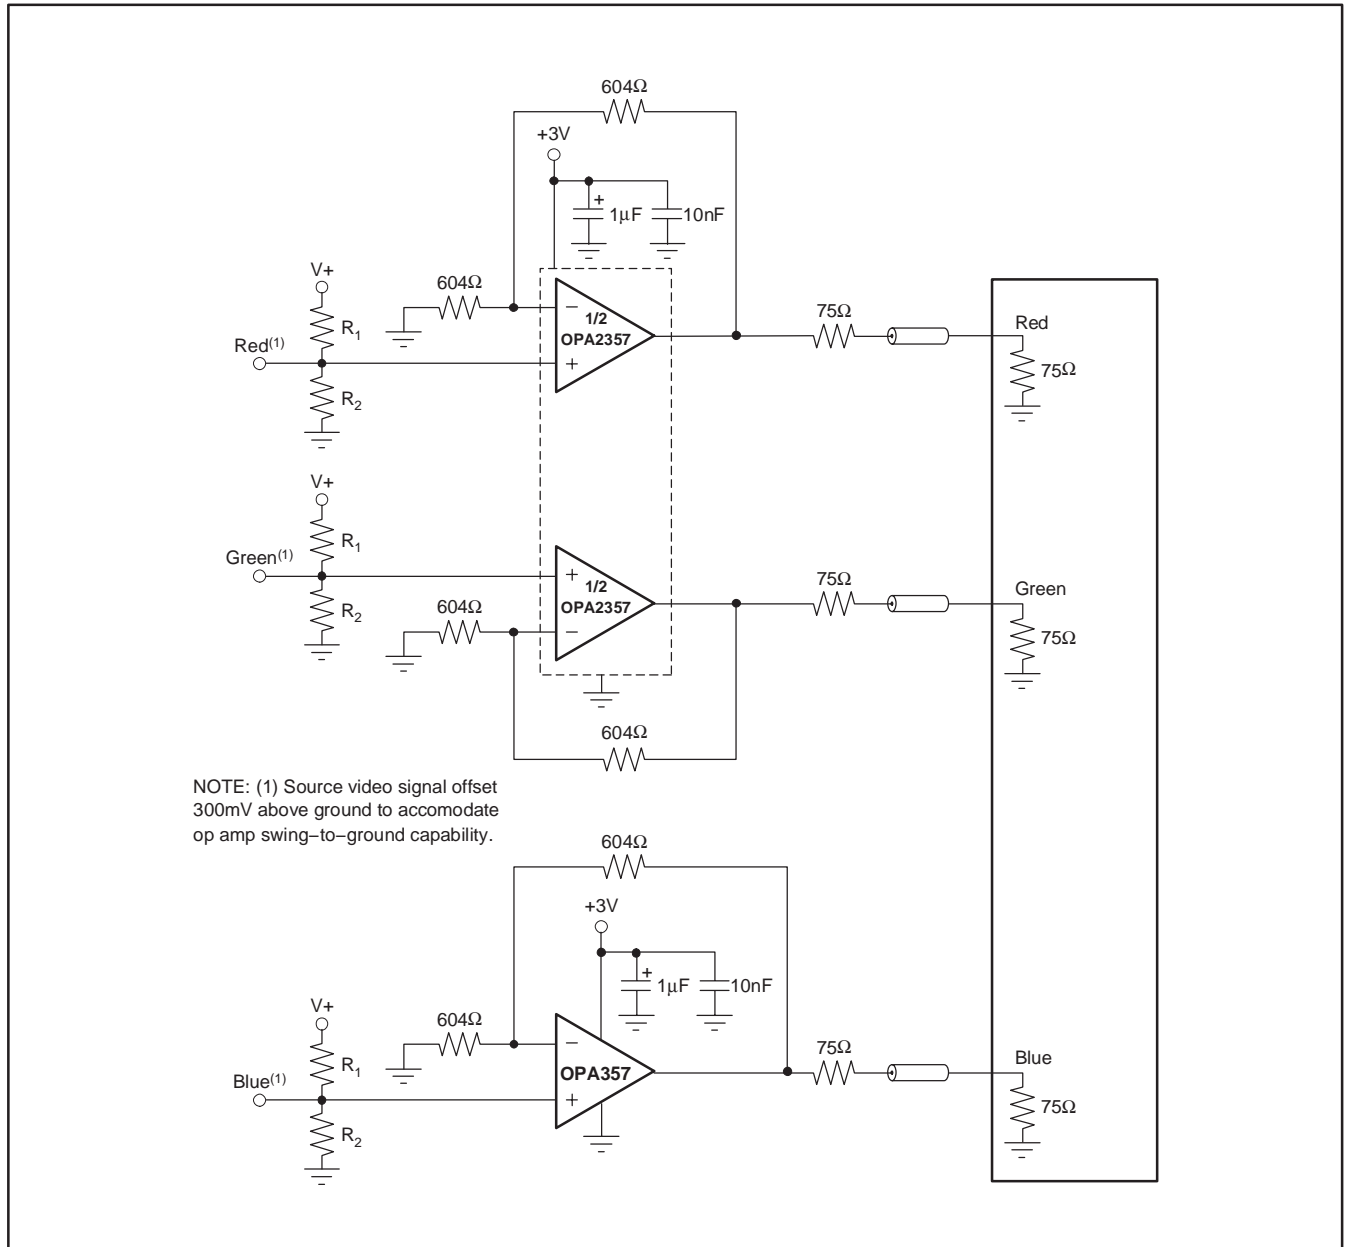 604Ω
+3V
+
1μF
10nF
V+
604Ω
R1
Red(1)
R2
−
1/2
OPA2357
+
75Ω
Red
75Ω
V+
R1
Green(1)
R2
604Ω
+
1/2
OPA2357
−
75Ω
Green
75Ω
604Ω
NOTE: (1) Source video signal offset
300mV above ground to accomodate
op amp swing−to−ground capability.
604Ω
+3V
+
1μF
10nF
V+
604Ω
R1
Blue(1)
R2
−
OPA357
+
75Ω
Blue
75Ω